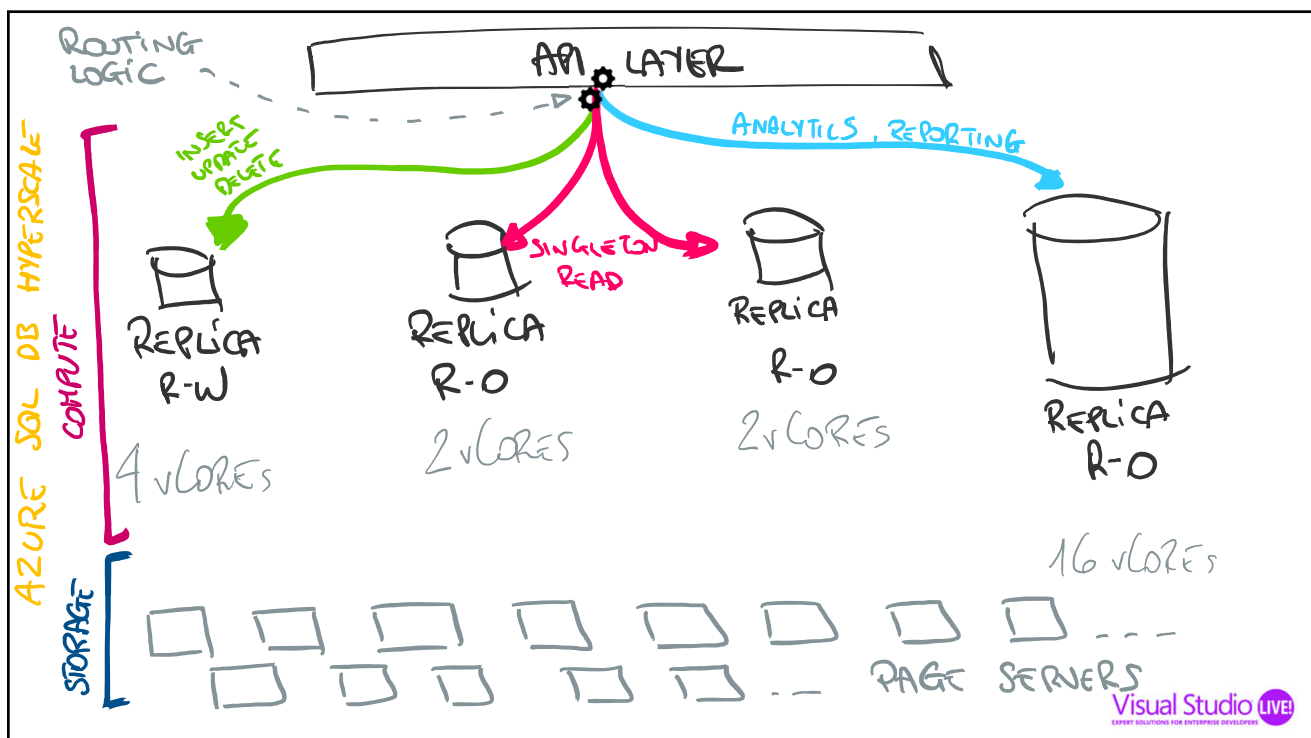 ROUTING
LOGIC
API LAYER
INSERT
UPDATE
DELETE
ANALYTICS, REPORTING
SINGLETON
READ
AZURE SQL DB HYPERSCALE
COMPUTE
REPLICA
R-W
4 vCORES
REPLICA
R-O
2 vCORES
REPLICA
R-O
2 vCORES
REPLICA
R-O
16 vCORES
STORAGE
PAGE SERVERS
Visual Studio LIVE!
EXPERT SOLUTIONS FOR ENTERPRISE DEVELOPERS